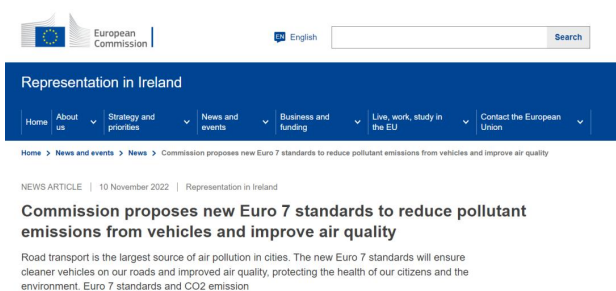 European
Commission
EN English
Search
Representation in Ireland
Home
About
us
Strategy and
priorities
News and
events
Business and
funding
Live, work, study in
the EU
Contact the European
Union
Home > News and events > News > Commission proposes new Euro 7 standards to reduce pollutant emissions from vehicles and improve air quality
NEWS ARTICLE | 10 November 2022 | Representation in Ireland
Commission proposes new Euro 7 standards to reduce pollutant
emissions from vehicles and improve air quality
Road transport is the largest source of air pollution in cities. The new Euro 7 standards will ensure
cleaner vehicles on our roads and improved air quality, protecting the health of our citizens and the
environment. Euro 7 standards and CO2 emission